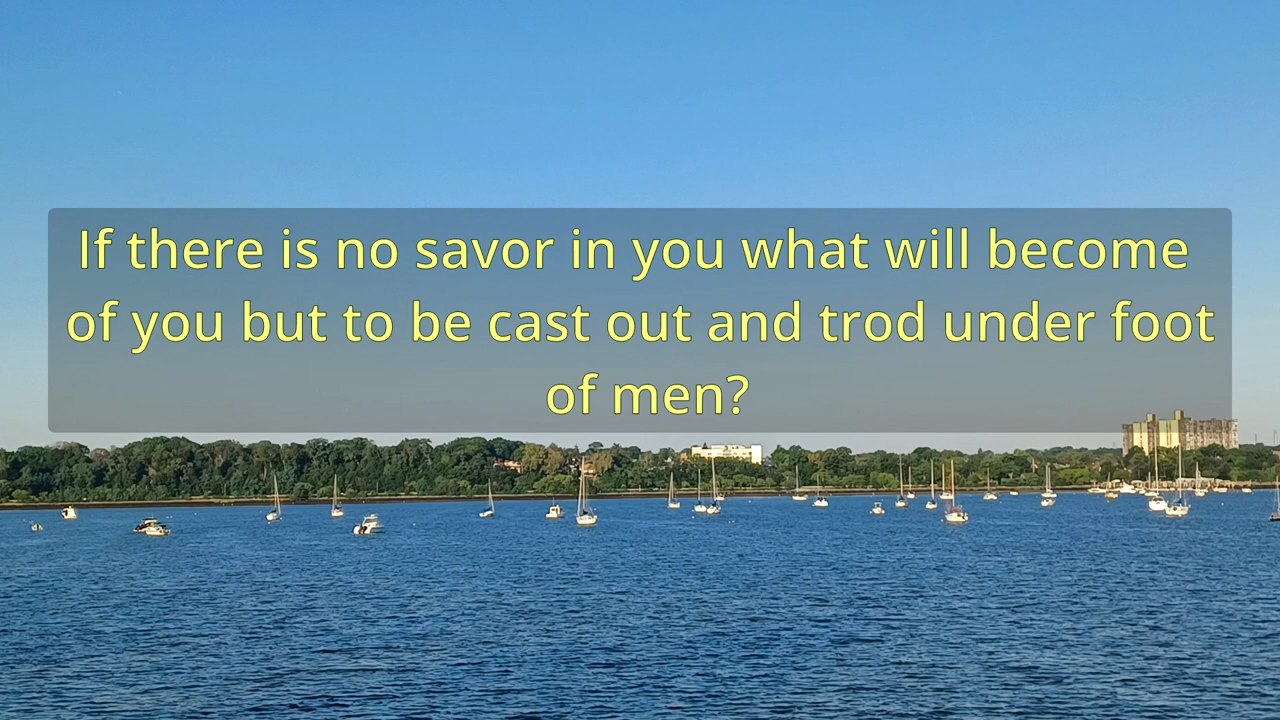 If there is no savor in you what will become
of you but to be cast out and trod under foot
of men?